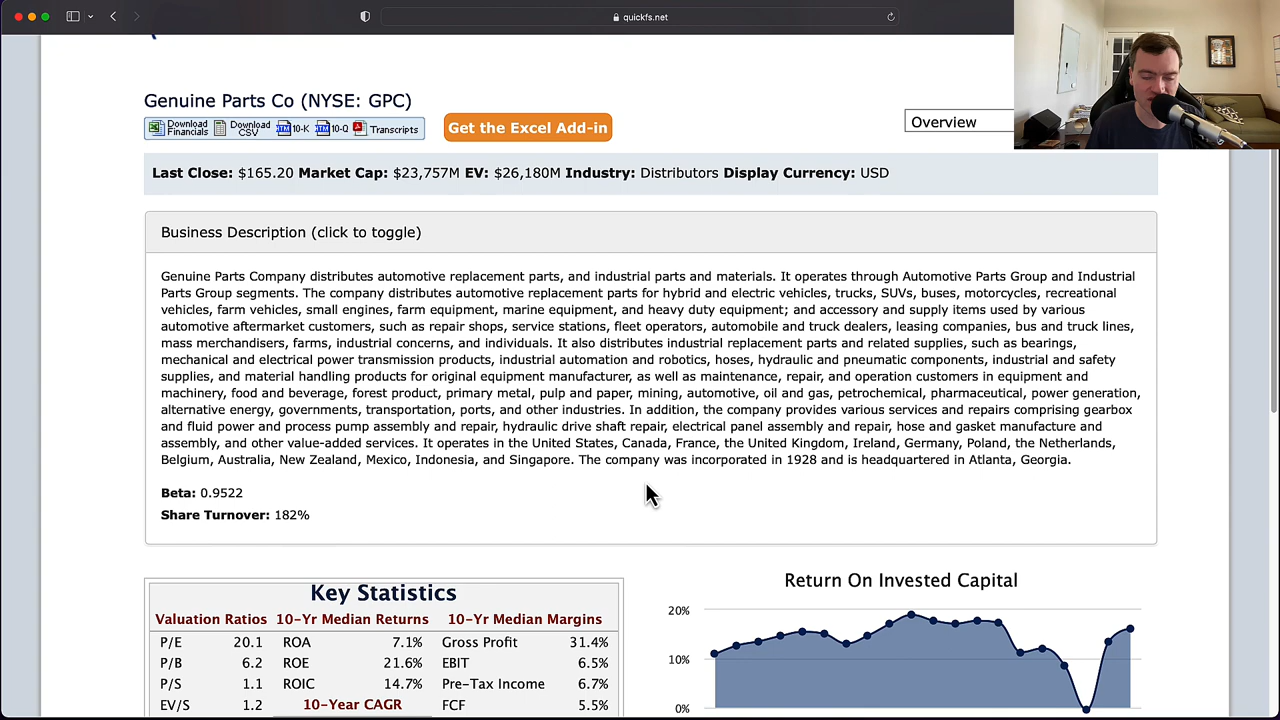 quickfs.net
Genuine Parts Co (NYSE: GPC)
Download Financials
Download CSV
10-K
10-Q
Transcripts
Get the Excel Add-in
Overview
Last Close: $165.20 Market Cap: $23,757M EV: $26,180M Industry: Distributors Display Currency: USD
Business Description (click to toggle)
Genuine Parts Company distributes automotive replacement parts, and industrial parts and materials. It operates through Automotive Parts Group and Industrial
Parts Group segments. The company distributes automotive replacement parts for hybrid and electric vehicles, trucks, SUVs, buses, motorcycles, recreational
vehicles, farm vehicles, small engines, farm equipment, marine equipment, and heavy duty equipment; and accessory and supply items used by various
automotive aftermarket customers, such as repair shops, service stations, fleet operators, automobile and truck dealers, leasing companies, bus and truck lines,
mass merchandisers, farms, industrial concerns, and individuals. It also distributes industrial replacement parts and related supplies, such as bearings,
mechanical and electrical power transmission products, industrial automation and robotics, hoses, hydraulic and pneumatic components, industrial and safety
supplies, and material handling products for original equipment manufacturer, as well as maintenance, repair, and operation customers in equipment and
machinery, food and beverage, forest product, primary metal, pulp and paper, mining, automotive, oil and gas, petrochemical, pharmaceutical, power generation,
alternative energy, governments, transportation, ports, and other industries. In addition, the company provides various services and repairs comprising gearbox
and fluid power and process pump assembly and repair, hydraulic drive shaft repair, electrical panel assembly and repair, hose and gasket manufacture and
assembly, and other value-added services. It operates in the United States, Canada, France, the United Kingdom, Ireland, Germany, Poland, the Netherlands,
Belgium, Australia, New Zealand, Mexico, Indonesia, and Singapore. The company was incorporated in 1928 and is headquartered in Atlanta, Georgia.
Beta: 0.9522
Share Turnover: 182%
Key Statistics
Valuation Ratios 10-Yr Median Returns 10-Yr Median Margins
P/E 20.1 ROA 7.1% Gross Profit 31.4%
P/B 6.2 ROE 21.6% EBIT 6.5%
P/S 1.1 ROIC 14.7% Pre-Tax Income 6.7%
EV/S 1.2 10-Year CAGR FCF 5.5%
Return On Invested Capital
20%
10%
0%